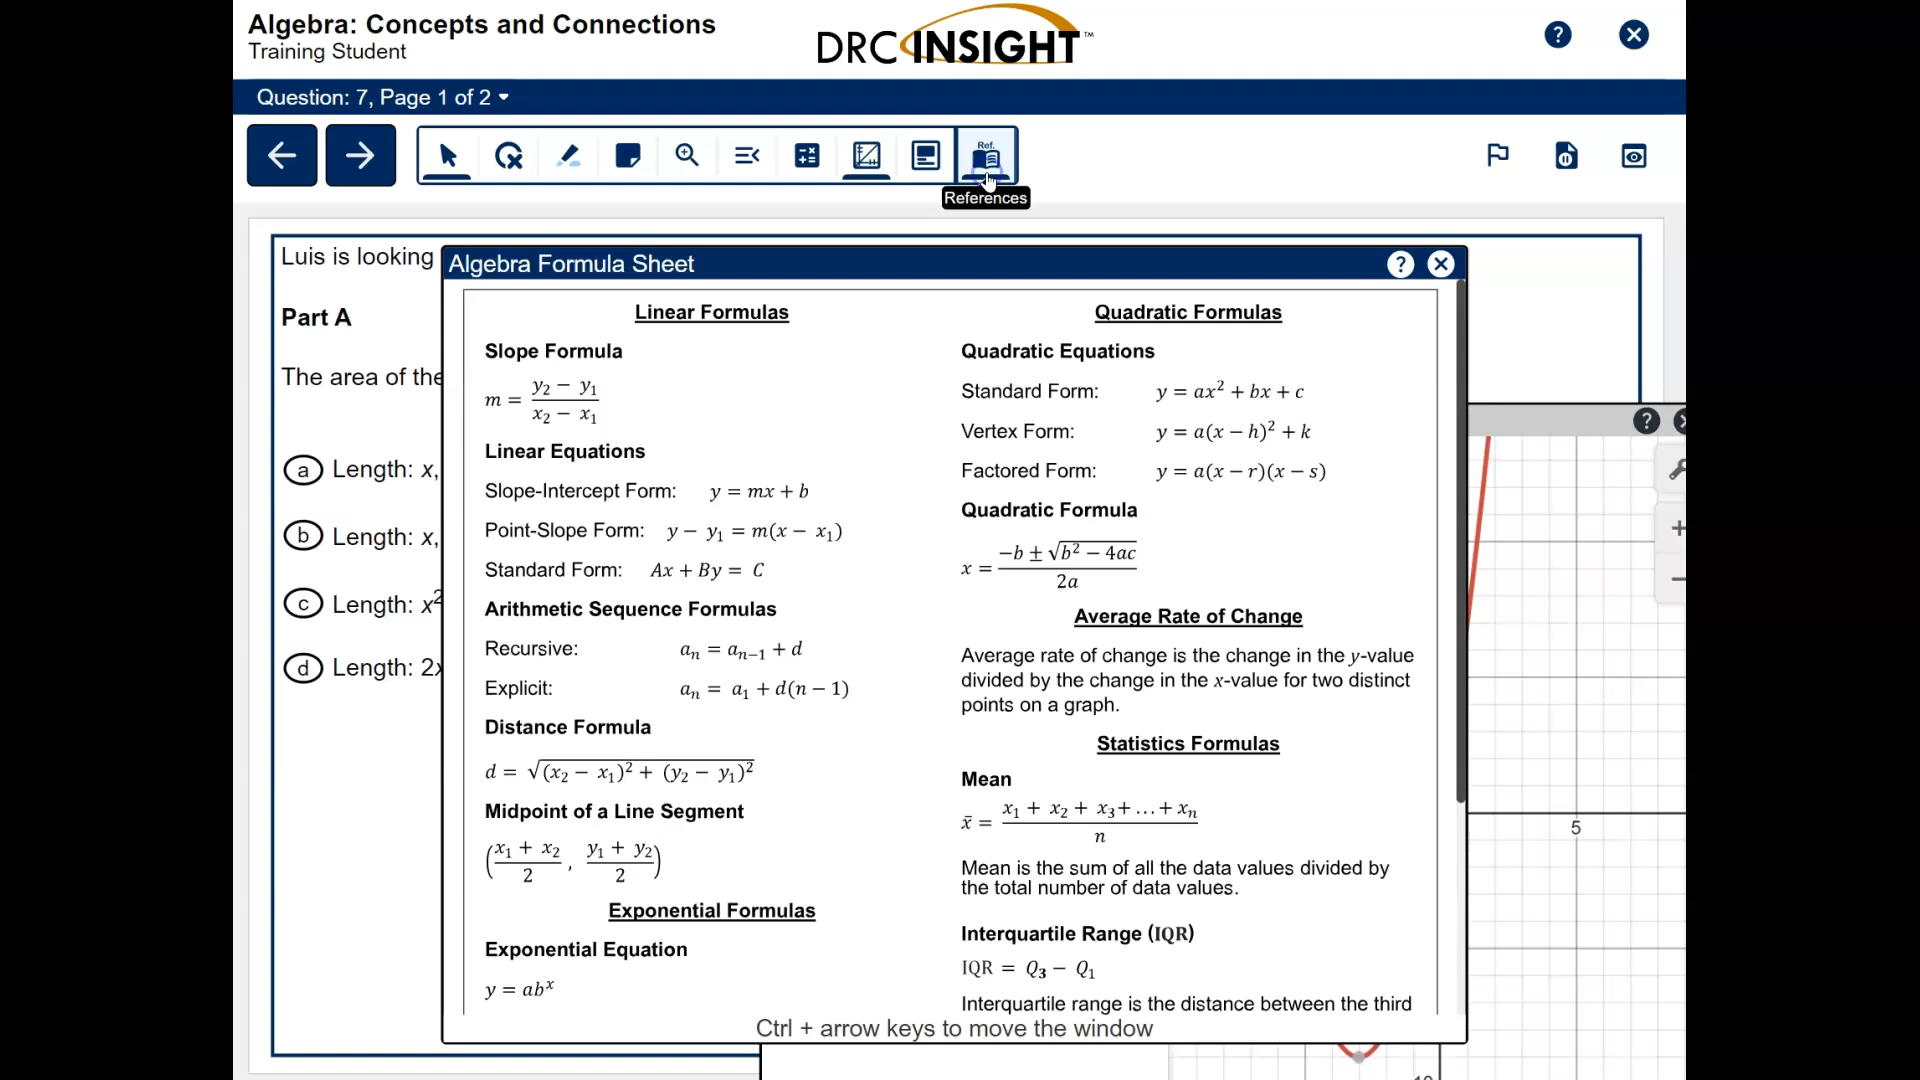 Algebra: Concepts and Connections
Training Student
DRC INSIGHT™
Question: 7, Page 1 of 2
Ref.
References
Luis is looking
Part A
The area of the
a Length: x,
b Length: x,
c Length: x²
d Length: 2x
Algebra Formula Sheet
Linear Formulas
Slope Formula
m = (y₂ − y₁)/(x₂ − x₁)
Linear Equations
Slope-Intercept Form: y = mx + b
Point-Slope Form: y − y₁ = m(x − x₁)
Standard Form: Ax + By = C
Arithmetic Sequence Formulas
Recursive: aₙ = aₙ₋₁ + d
Explicit: aₙ = a₁ + d(n − 1)
Distance Formula
d = √((x₂ − x₁)² + (y₂ − y₁)²)
Midpoint of a Line Segment
((x₁ + x₂)/2 , (y₁ + y₂)/2)
Exponential Formulas
Exponential Equation
y = abˣ
Quadratic Formulas
Quadratic Equations
Standard Form: y = ax² + bx + c
Vertex Form: y = a(x − h)² + k
Factored Form: y = a(x − r)(x − s)
Quadratic Formula
x = (−b ± √(b² − 4ac))/2a
Average Rate of Change
Average rate of change is the change in the y-value
divided by the change in the x-value for two distinct
points on a graph.
Statistics Formulas
Mean
x̄ = (x₁ + x₂ + x₃+ …+ xₙ)/n
Mean is the sum of all the data values divided by
the total number of data values.
Interquartile Range (IQR)
IQR = Q₃ − Q₁
Interquartile range is the distance between the third
Ctrl + arrow keys to move the window
5